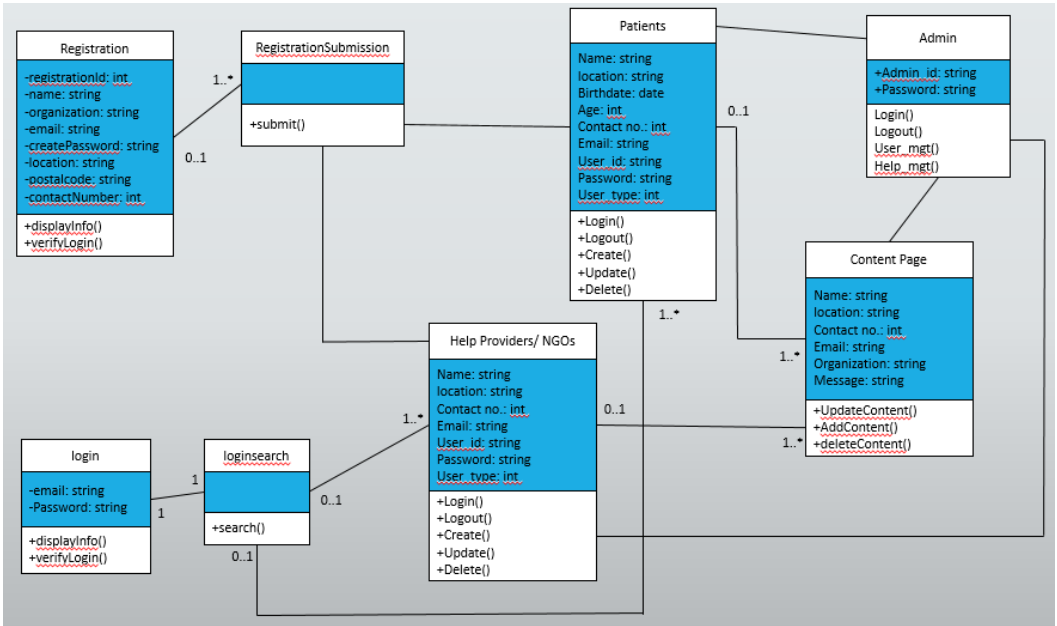 Registration
-registrationId: int
-name: string
-organization: string
-email: string
-createPassword: string
-location: string
-postalcode: string
-contactNumber: int
+displayInfo()
+verifyLogin()
1..*
0..1
RegistrationSubmission
+submit()
Patients
Name: string
location: string
Birthdate: date
Age: int
Contact no.: int
Email: string
User_id: string
Password: string
User_type: int
+Login()
+Logout()
+Create()
+Update()
+Delete()
0..1
1..*
Admin
+Admin_id: string
+Password: string
Login()
Logout()
User_mgt()
Help_mgt()
Content Page
Name: string
location: string
Contact no.: int
Email: string
Organization: string
Message: string
+UpdateContent()
+AddContent()
+deleteContent()
1..*
1..*
Help Providers/ NGOs
Name: string
location: string
Contact no.: int
Email: string
User_id: string
Password: string
User_type: int
+Login()
+Logout()
+Create()
+Update()
+Delete()
0..1
1..*
login
-email: string
-Password: string
+displayInfo()
+verifyLogin()
1
1
loginsearch
+search()
0..1
0..1